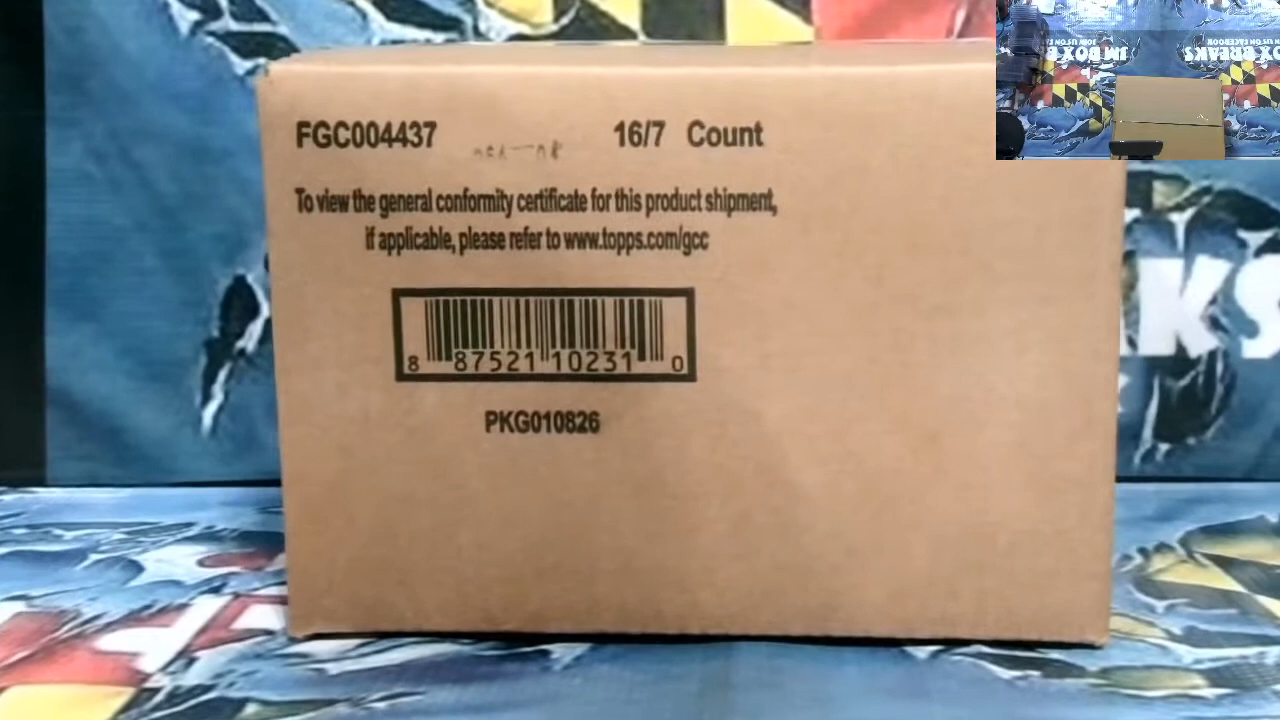 FGC004437
16/7 Count
To view the general conformity certificate for this product shipment,
if applicable, please refer to www.topps.com/gcc
8 87521 10231 0
PKG010826
KS